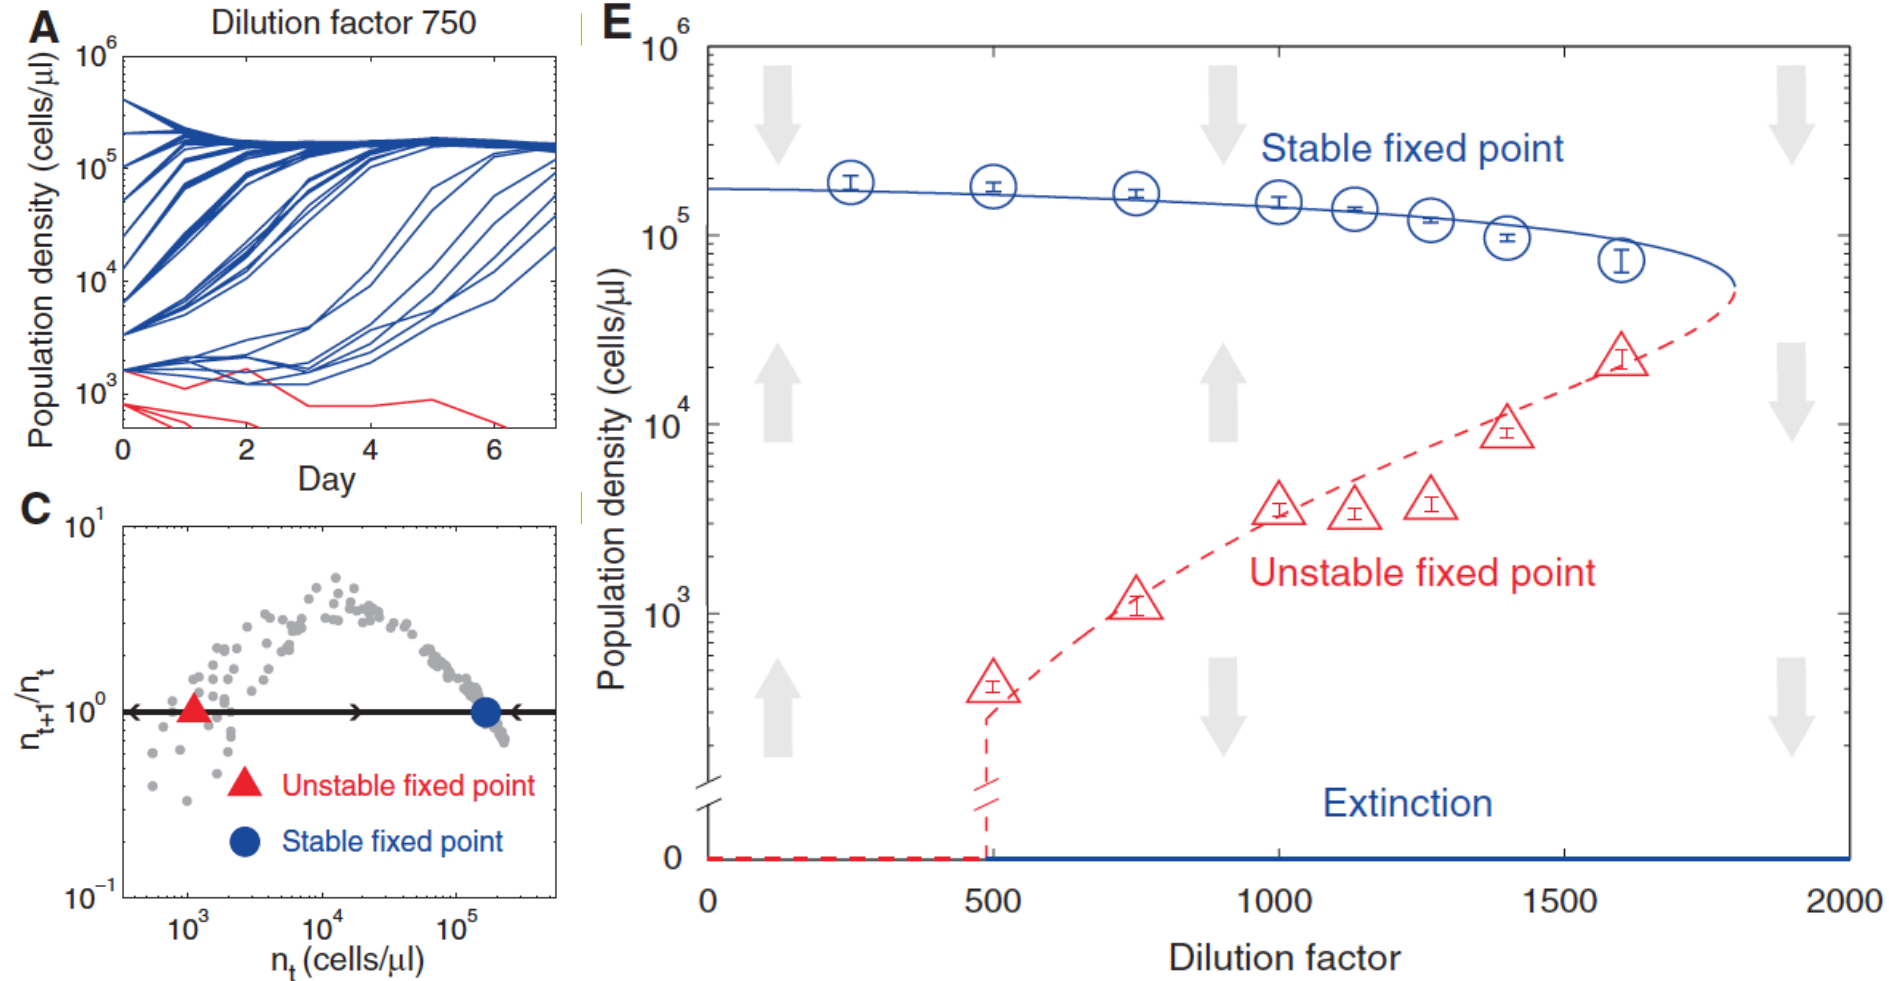 A
Dilution factor 750
Population density (cells/μl)
10^6
10^5
10^4
10^3
0 2 4 6
Day
C
n_{t+1}/n_t
10^1
10^0
10^-1
Unstable fixed point
Stable fixed point
10^3 10^4 10^5
n_t (cells/μl)
E
Population density (cells/μl)
10^6
10^5
10^4
10^3
0
Stable fixed point
Unstable fixed point
Extinction
0 500 1000 1500 2000
Dilution factor